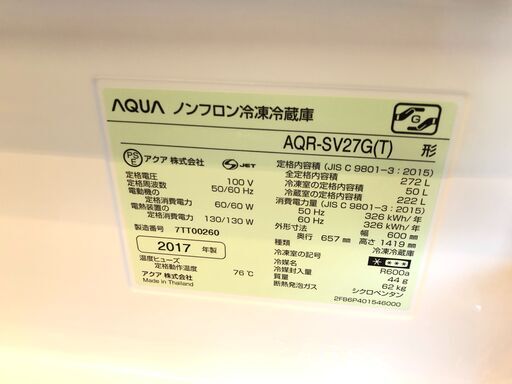 AQUA ノンフロン冷凍冷蔵庫
G
AQR-SV27G(T) 形
PS
E
アクア 株式会社
S JET
定格電圧 100 V
定格周波数 50/60 Hz
電動機の
定格消費電力 60/60 W
電熱装置の
定格消費電力 130/130 W
製造番号 7TT00260
2017 年製
温度ヒューズ
定格動作温度 76℃
アクア 株式会社
Made in Thailand
定格内容積 (JIS C 9801-3 : 2015)
全定格内容積 272 L
冷凍室の定格内容積 50 L
冷蔵室の定格内容積 222 L
消費電力量 (JIS C 9801-3 : 2015)
50 Hz 326 kWh/年
60 Hz 326 kWh/年
外形寸法 幅 600 mm
奥行 657 mm 高さ 1419 mm
種類 冷凍冷蔵庫
記号
冷媒名 R600a
冷媒封入量 44 g
質量 62 kg
断熱発泡ガス シクロペンタン
2FB6P401546000